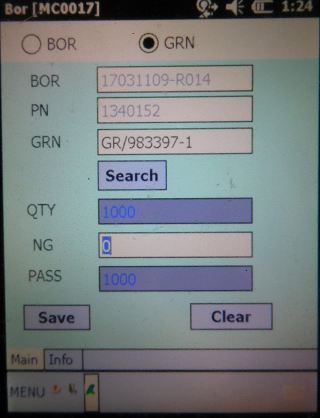 Bor [MC0017] 1:24
BOR GRN
BOR 17031109-R014
PN 1340152
GRN GR/983397-1
Search
QTY 1000
NG 0
PASS 1000
Save Clear
Main Info
MENU